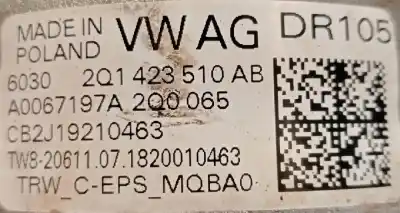 MADE IN POLAND VW AG DR105
6030 2Q1 423 510 AB
A0067197A 2Q0 065
CB2J19210463
TW8-20611.07.1820010463
TRW_C-EPS_MQBA0